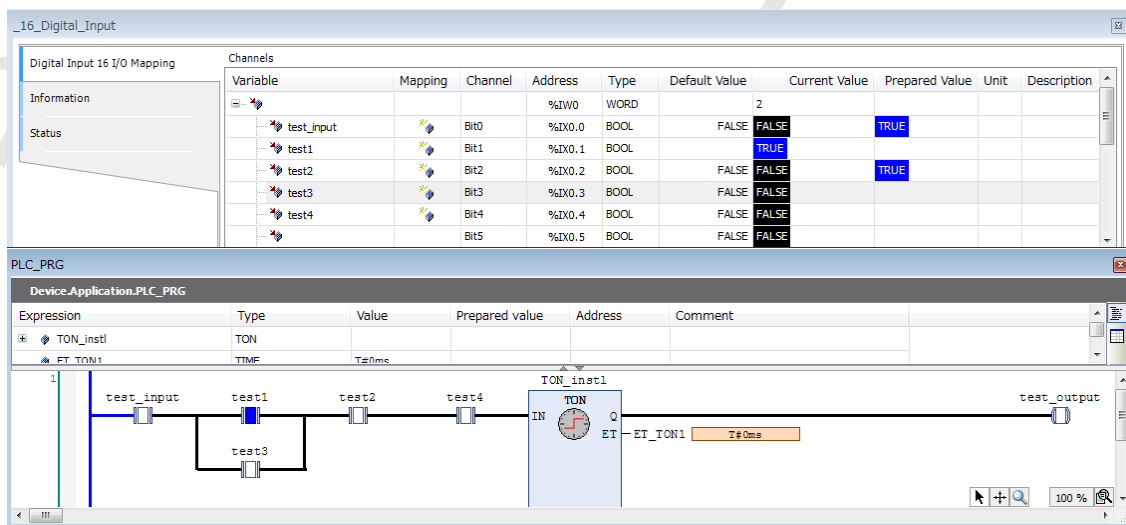 _16_Digital_Input
Digital Input 16 I/O Mapping
Information
Status
Channels
Variable Mapping Channel Address Type Default Value Current Value Prepared Value Unit Description
%IW0 WORD 2
test_input Bit0 %IX0.0 BOOL FALSE FALSE TRUE
test1 Bit1 %IX0.1 BOOL TRUE
test2 Bit2 %IX0.2 BOOL FALSE FALSE TRUE
test3 Bit3 %IX0.3 BOOL FALSE FALSE
test4 Bit4 %IX0.4 BOOL FALSE FALSE
Bit5 %IX0.5 BOOL FALSE FALSE
PLC_PRG
Device.Application.PLC_PRG
Expression Type Value Prepared value Address Comment
TON_inst1 TON
ET_TON1 TIME T#0ms
1 TON_inst1
test_input test1 test2 test4 TON test_output
IN Q
ET ET_TON1 T#0ms
test3
100 %